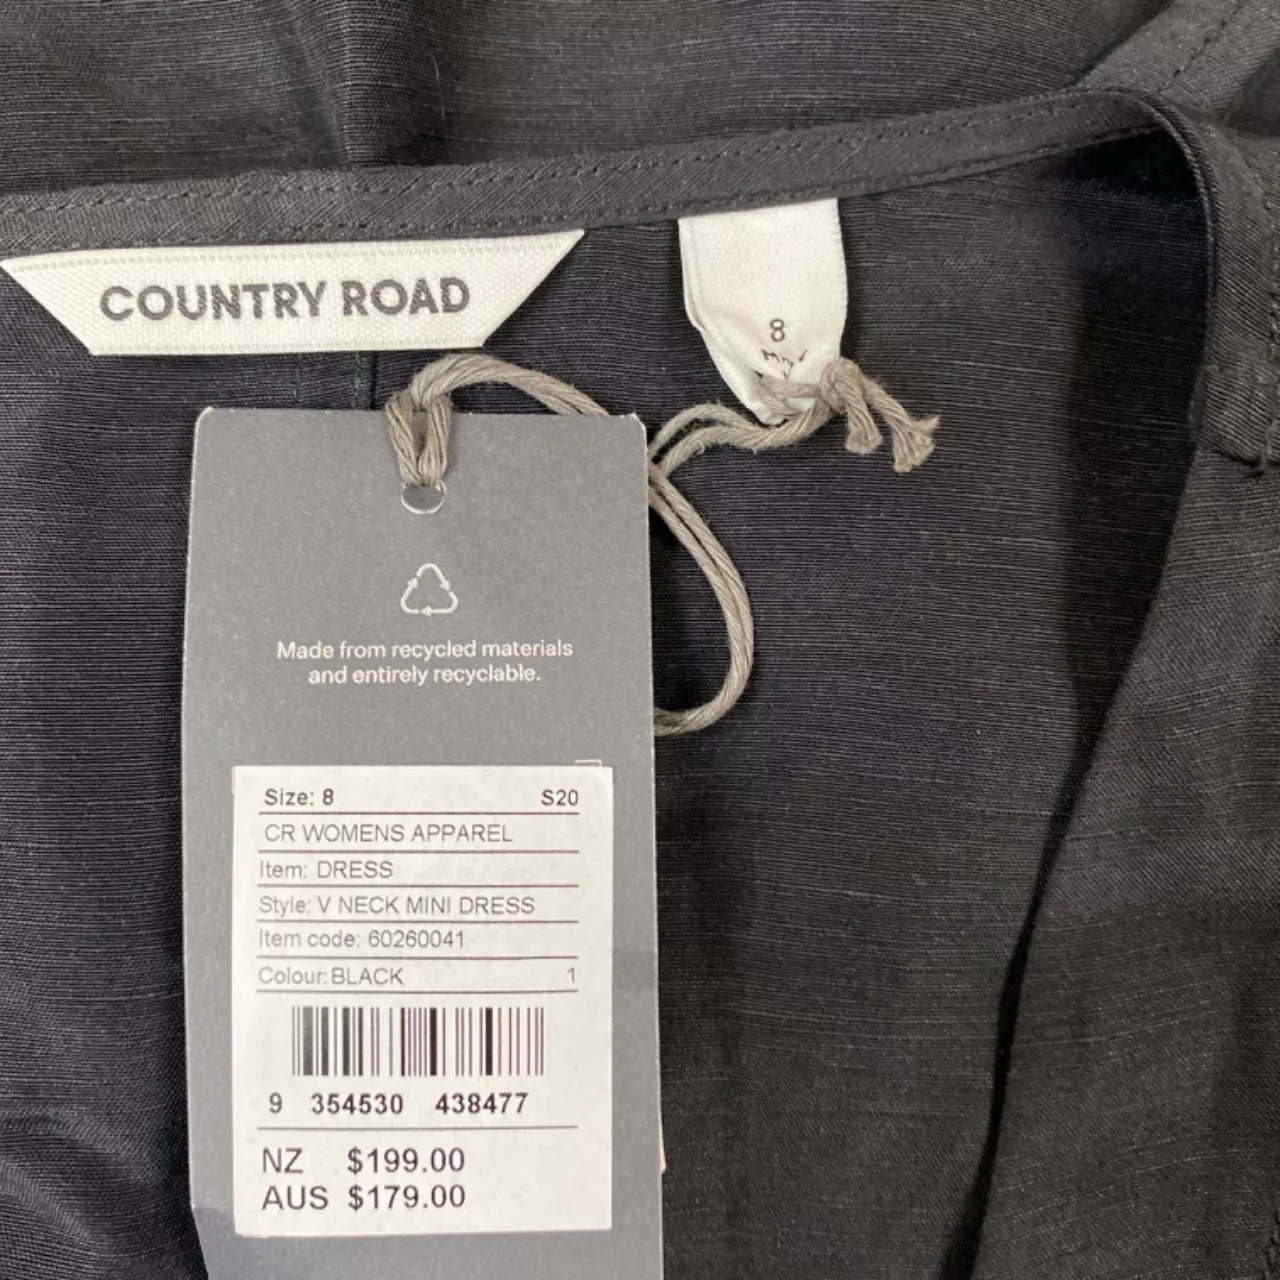 COUNTRY ROAD
8
Made from recycled materials
and entirely recyclable.
Size: 8 S20
CR WOMENS APPAREL
Item: DRESS
Style: V NECK MINI DRESS
Item code: 60260041
Colour: BLACK 1
9 354530 438477
NZ $199.00
AUS $179.00